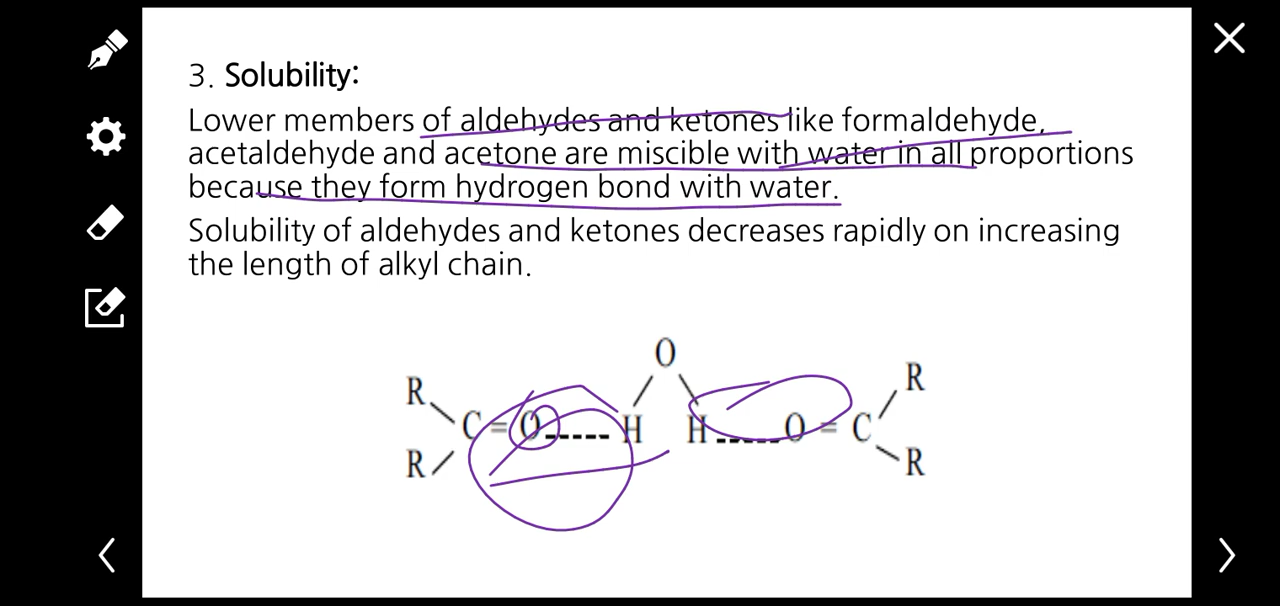 3. Solubility:
Lower members of aldehydes and ketones like formaldehyde,
acetaldehyde and acetone are miscible with water in all proportions
because they form hydrogen bond with water.
Solubility of aldehydes and ketones decreases rapidly on increasing
the length of alkyl chain.
O
R R
C = O ----- H H ----- O = C
R R